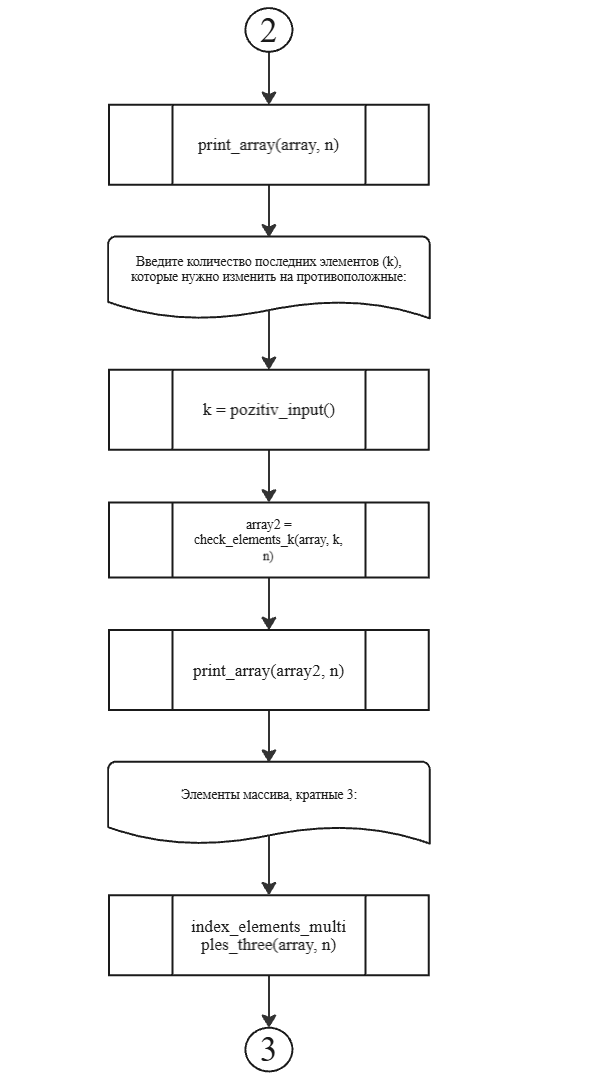 2
print_array(array, n)
Введите количество последних элементов (k),
которые нужно изменить на противоположные:
k = pozitiv_input()
array2 =
check_elements_k(array, k,
n)
print_array(array2, n)
Элементы массива, кратные 3:
index_elements_multi
ples_three(array, n)
3